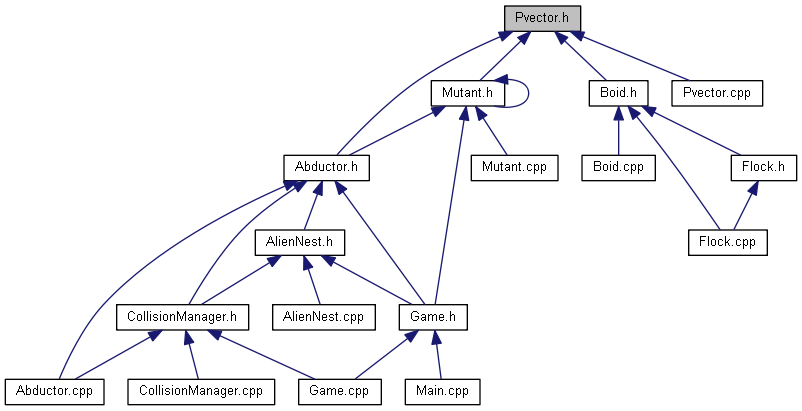 Pvector.h
Mutant.h
Boid.h
Pvector.cpp
Abductor.h
Mutant.cpp
Boid.cpp
Flock.h
AlienNest.h
Flock.cpp
CollisionManager.h
AlienNest.cpp
Game.h
Abductor.cpp
CollisionManager.cpp
Game.cpp
Main.cpp